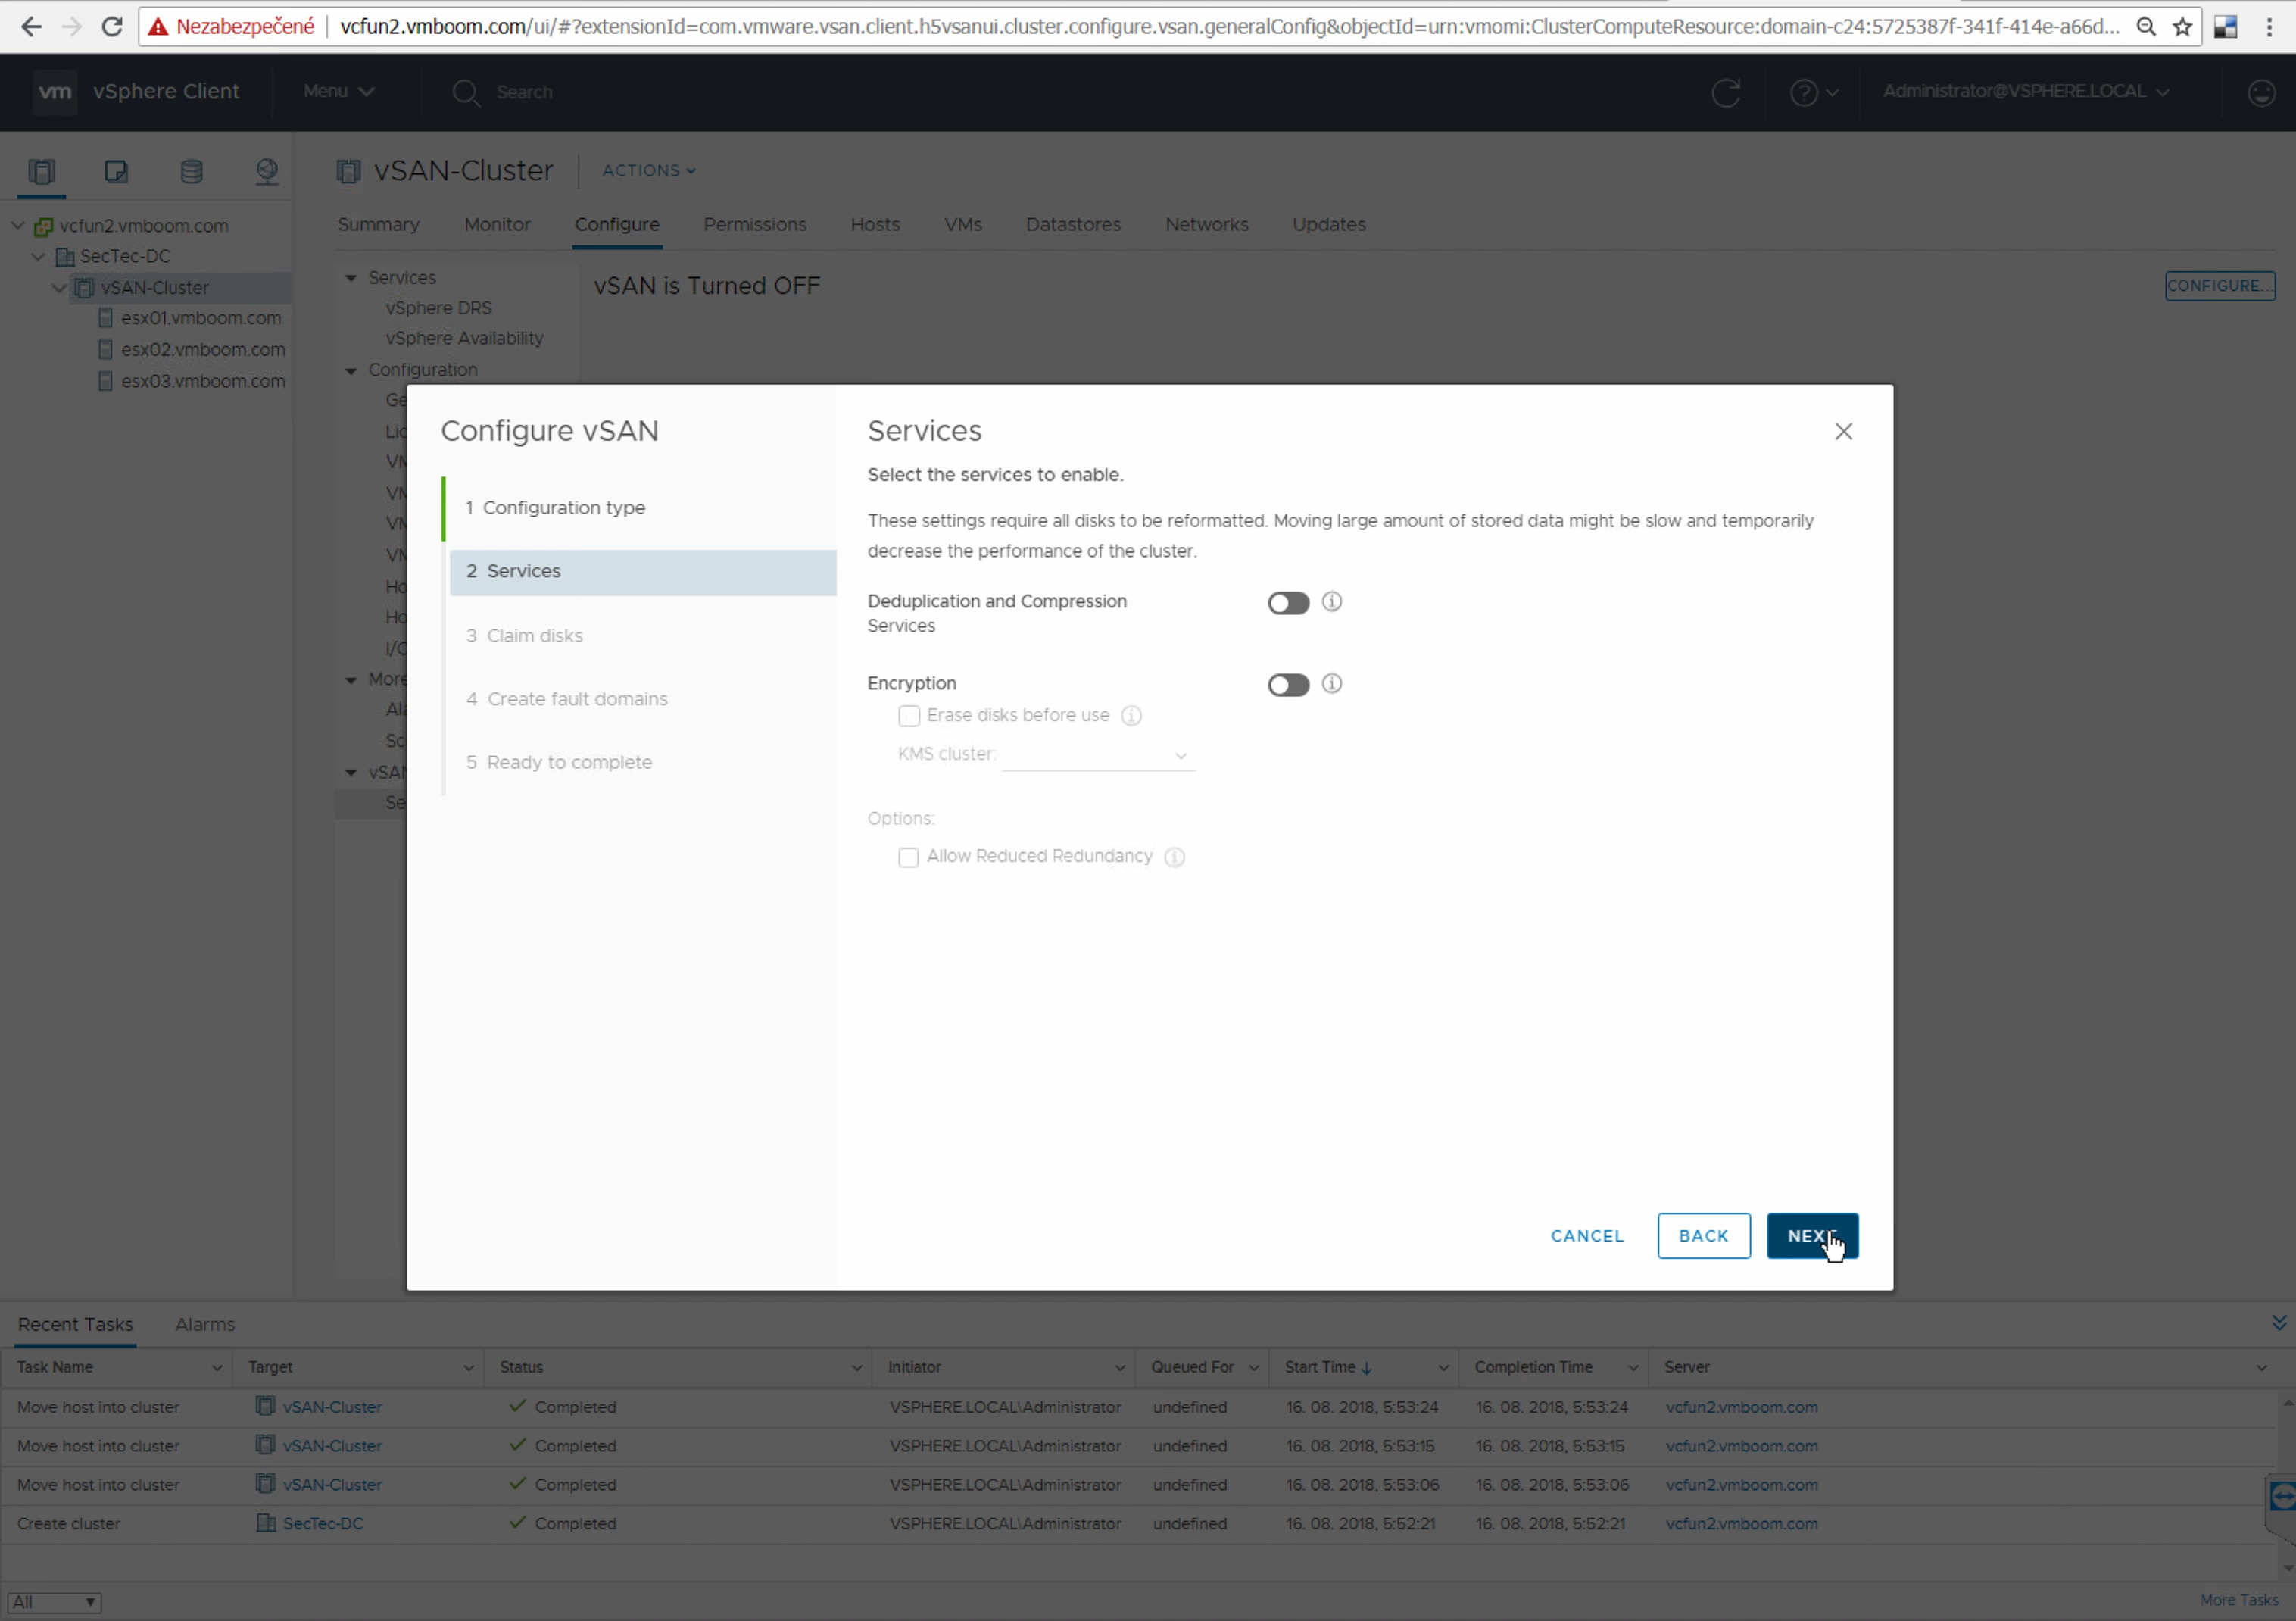 Nezabezpečené vcfun2.vmboom.com/ui/#?extensionId=com.vmware.vsan.client.h5vsanui.cluster.configure.vsan.generalConfig&objectId=urn:vmomi:ClusterComputeResource:domain-c24:5725387f-341f-414e-a66d...
vm vSphere Client Menu Search Administrator@VSPHERE.LOCAL
vSAN-Cluster ACTIONS
Summary Monitor Configure Permissions Hosts VMs Datastores Networks Updates
vcfun2.vmboom.com
SecTec-DC
vSAN-Cluster
esx01.vmboom.com
esx02.vmboom.com
esx03.vmboom.com
Services
vSphere DRS
vSphere Availability
Configuration
Ge
Lic
VM
VM
VM
VM
Ho
Ho
I/O
More
Ala
Sc
vSAN
Se
vSAN is Turned OFF
CONFIGURE...
Configure vSAN
1 Configuration type
2 Services
3 Claim disks
4 Create fault domains
5 Ready to complete
Services
Select the services to enable.
These settings require all disks to be reformatted. Moving large amount of stored data might be slow and temporarily
decrease the performance of the cluster.
Deduplication and Compression
Services
Encryption
Erase disks before use
KMS cluster:
Options:
Allow Reduced Redundancy
CANCEL BACK NEXT
Recent Tasks Alarms
Task Name Target Status Initiator Queued For Start Time Completion Time Server
Move host into cluster vSAN-Cluster Completed VSPHERE.LOCAL\Administrator undefined 16. 08. 2018, 5:53:24 16. 08. 2018, 5:53:24 vcfun2.vmboom.com
Move host into cluster vSAN-Cluster Completed VSPHERE.LOCAL\Administrator undefined 16. 08. 2018, 5:53:15 16. 08. 2018, 5:53:15 vcfun2.vmboom.com
Move host into cluster vSAN-Cluster Completed VSPHERE.LOCAL\Administrator undefined 16. 08. 2018, 5:53:06 16. 08. 2018, 5:53:06 vcfun2.vmboom.com
Create cluster SecTec-DC Completed VSPHERE.LOCAL\Administrator undefined 16. 08. 2018, 5:52:21 16. 08. 2018, 5:52:21 vcfun2.vmboom.com
All
More Tasks